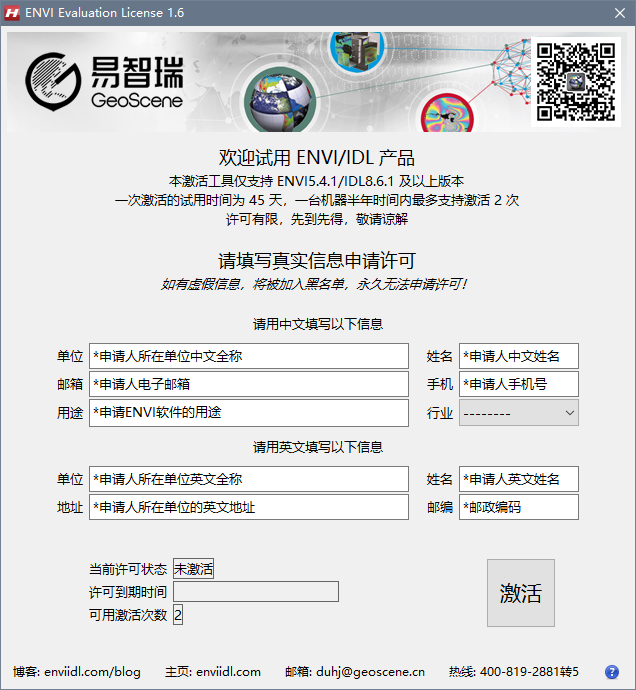 ENVI Evaluation License 1.6
易智瑞
GeoScene
欢迎试用 ENVI/IDL 产品
本激活工具仅支持 ENVI5.4.1/IDL8.6.1 及以上版本
一次激活的试用时间为 45 天，一台机器半年时间内最多支持激活 2 次
许可有限，先到先得，敬请谅解
请填写真实信息申请许可
如有虚假信息，将被加入黑名单，永久无法申请许可！
请用中文填写以下信息
单位 *申请人所在单位中文全称 姓名 *申请人中文姓名
邮箱 *申请人电子邮箱 手机 *申请人手机号
用途 *申请ENVI软件的用途 行业 --------
请用英文填写以下信息
单位 *申请人所在单位英文全称 姓名 *申请人英文姓名
地址 *申请人所在单位的英文地址 邮编 *邮政编码
当前许可状态 未激活
许可到期时间
可用激活次数 2
激活
博客: enviidl.com/blog 主页: enviidl.com 邮箱: duhj@geoscene.cn 热线: 400-819-2881转5 ?